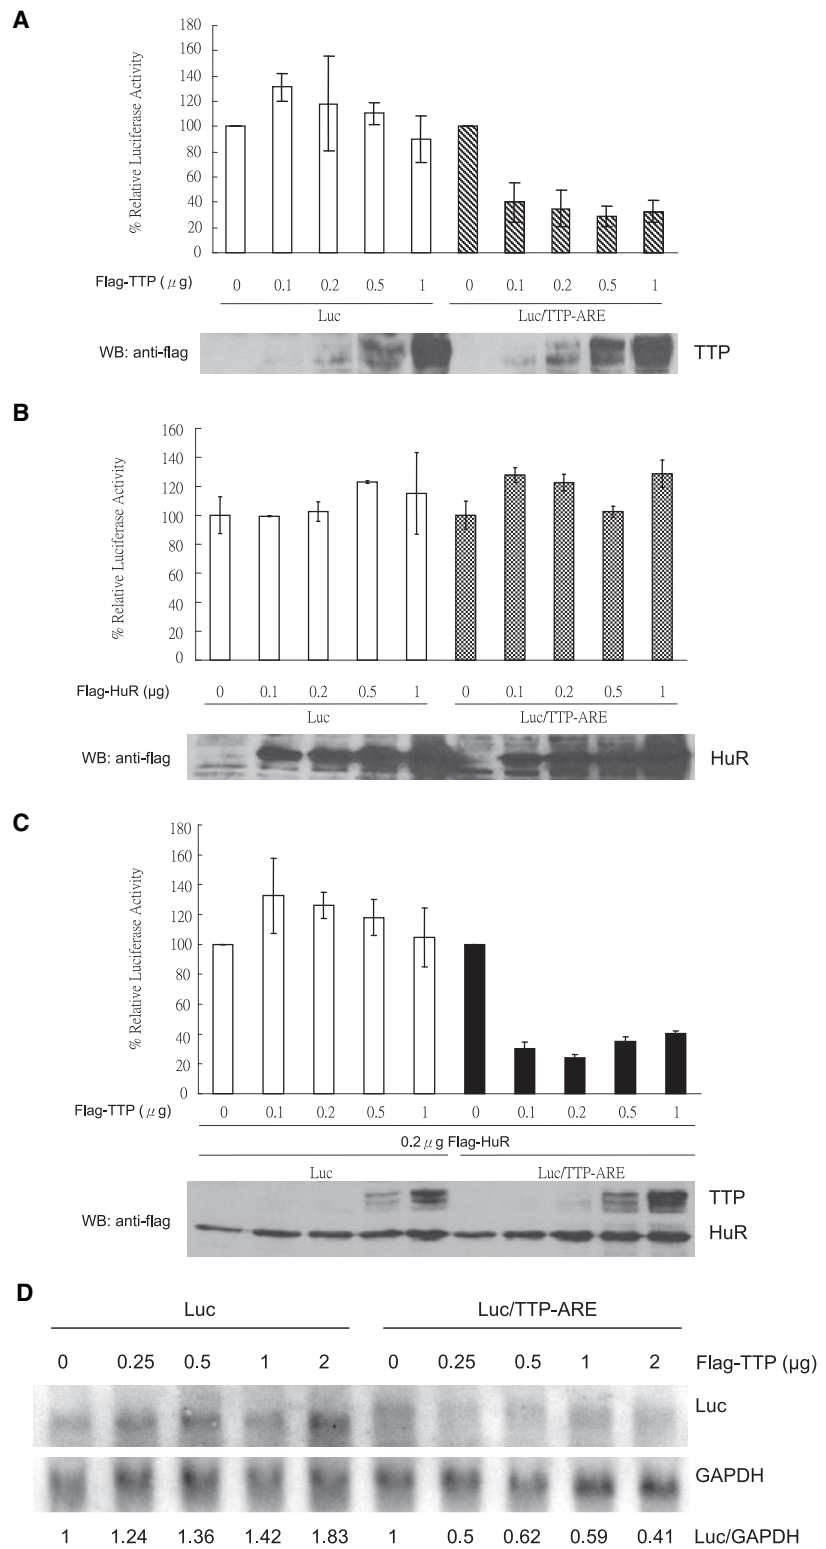 A
% Relative Luciferase Activity
180
160
140
120
100
80
60
40
20
0
Flag-TTP (μg) 0 0.1 0.2 0.5 1 0 0.1 0.2 0.5 1
Luc Luc/TTP-ARE
WB: anti-flag TTP
B
% Relative Luciferase Activity
160
140
120
100
80
60
40
20
0
Flag-HuR (μg) 0 0.1 0.2 0.5 1 0 0.1 0.2 0.5 1
Luc Luc/TTP-ARE
WB: anti-flag HuR
C
% Relative Luciferase Activity
180
160
140
120
100
80
60
40
20
0
Flag-TTP (μg) 0 0.1 0.2 0.5 1 0 0.1 0.2 0.5 1
0.2 μg Flag-HuR
Luc Luc/TTP-ARE
TTP
WB: anti-flag HuR
D
Luc Luc/TTP-ARE
0 0.25 0.5 1 2 0 0.25 0.5 1 2 Flag-TTP (μg)
Luc
GAPDH
1 1.24 1.36 1.42 1.83 1 0.5 0.62 0.59 0.41 Luc/GAPDH